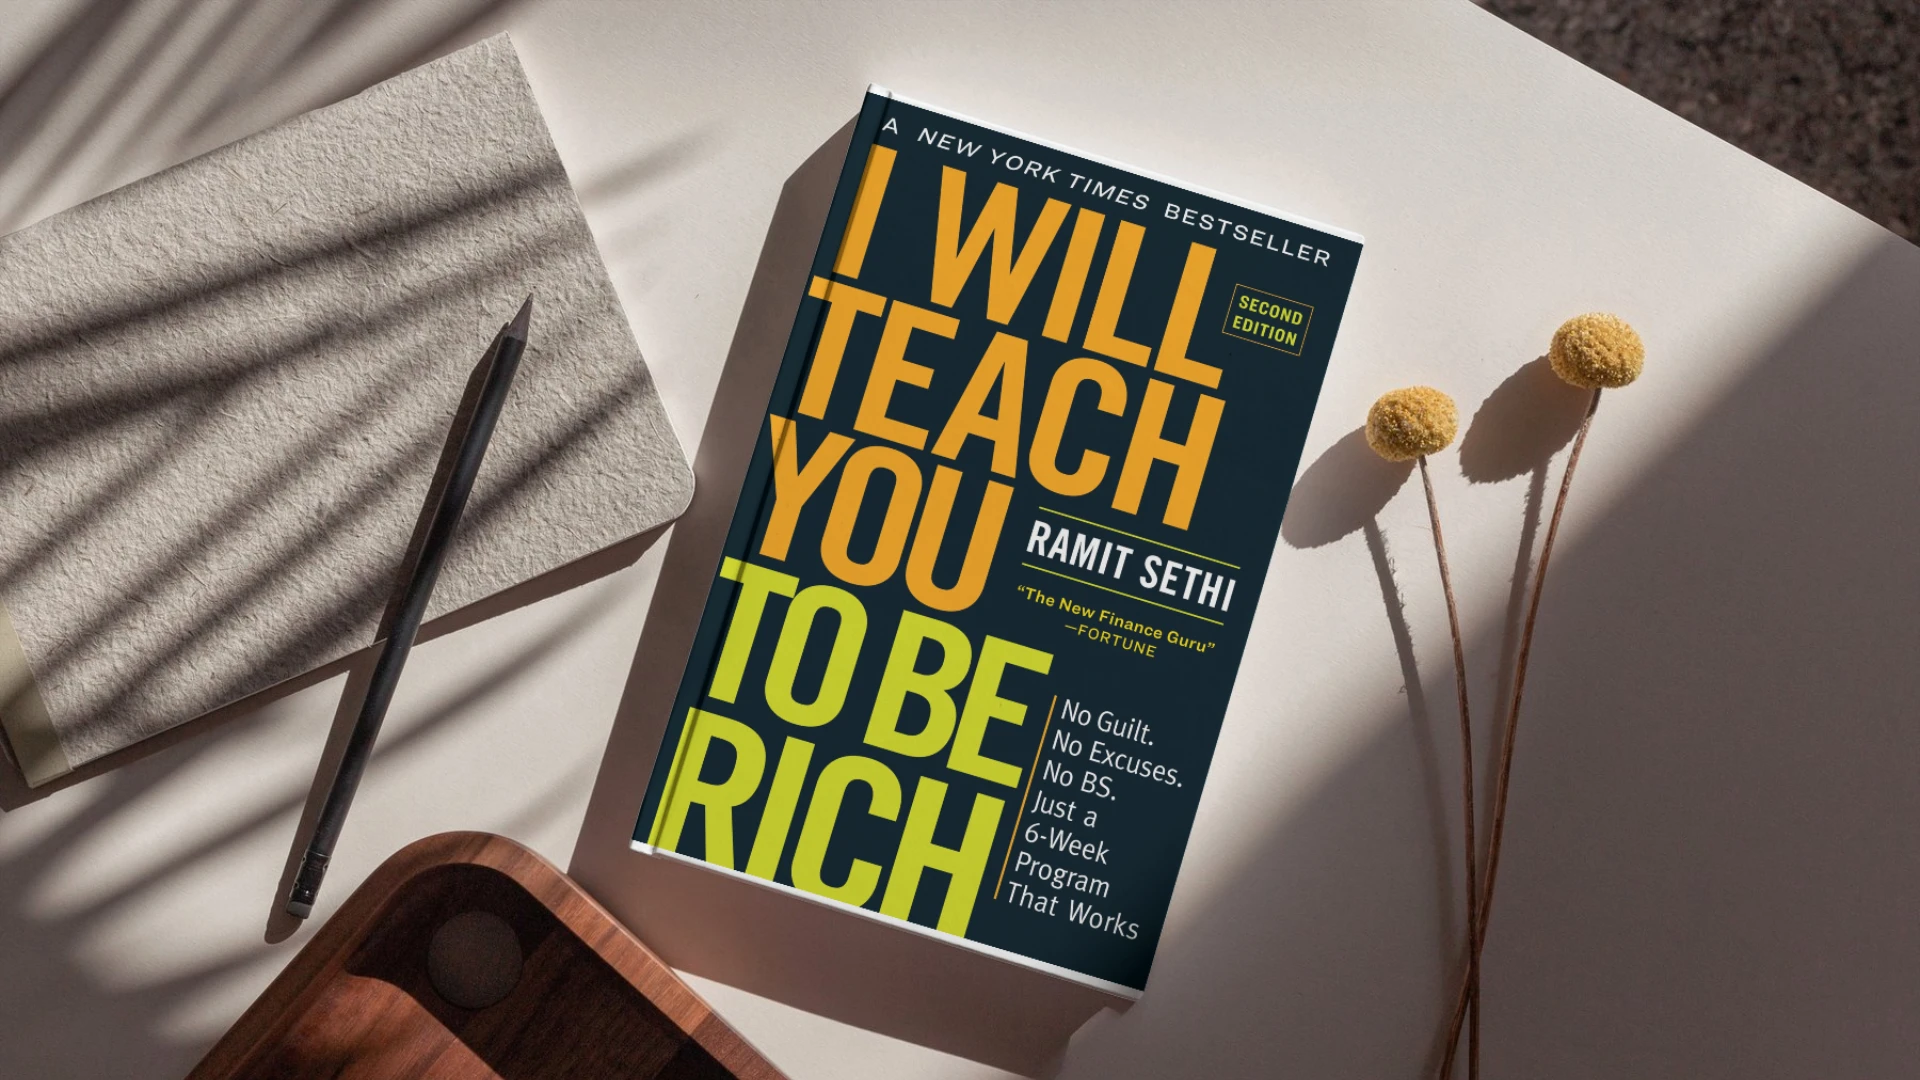 A NEW YORK TIMES BESTSELLER
I WILL
TEACH
YOU
TO BE
RICH
SECOND
EDITION
RAMIT SETHI
“The New Finance Guru”
—FORTUNE
No Guilt.
No Excuses.
No BS.
Just a
6-Week
Program
That Works